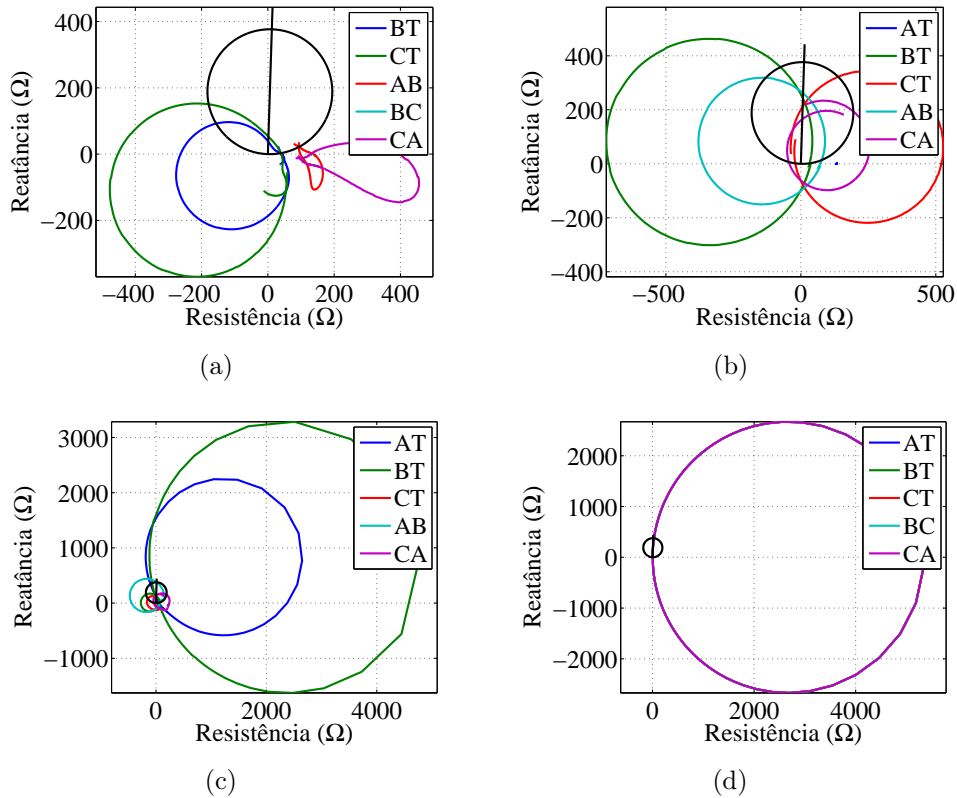 400
200
0
−200
−400
−200
0
200
400
Reatância (Ω)
Resistência (Ω)
BT
CT
AB
BC
CA
(a)
400
200
0
−200
−400
−500
0
500
Reatância (Ω)
Resistência (Ω)
AT
BT
CT
AB
CA
(b)
3000
2000
1000
0
−1000
0
2000
4000
Reatância (Ω)
Resistência (Ω)
AT
BT
CT
AB
CA
(c)
2000
1000
0
−1000
−2000
0
2000
4000
Reatância (Ω)
Resistência (Ω)
AT
BT
CT
BC
CA
(d)